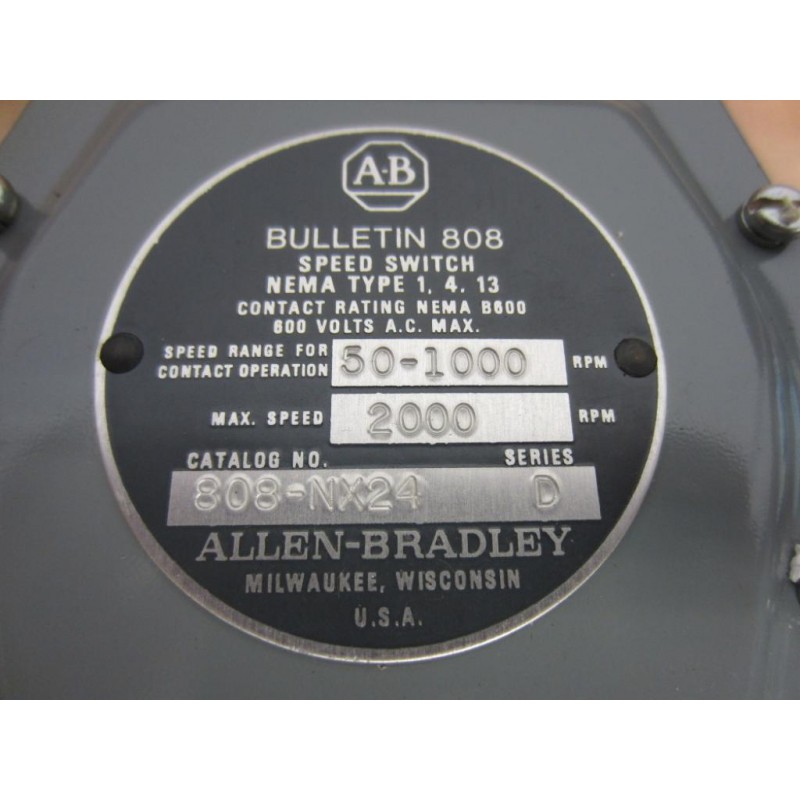 A-B
BULLETIN 808
SPEED SWITCH
NEMA TYPE 1, 4, 13
CONTACT RATING NEMA B600
600 VOLTS A.C. MAX.
SPEED RANGE FOR
CONTACT OPERATION 50-1000 RPM
MAX. SPEED 2000 RPM
CATALOG NO. SERIES
808-NX24 D
ALLEN-BRADLEY
MILWAUKEE, WISCONSIN
U.S.A.